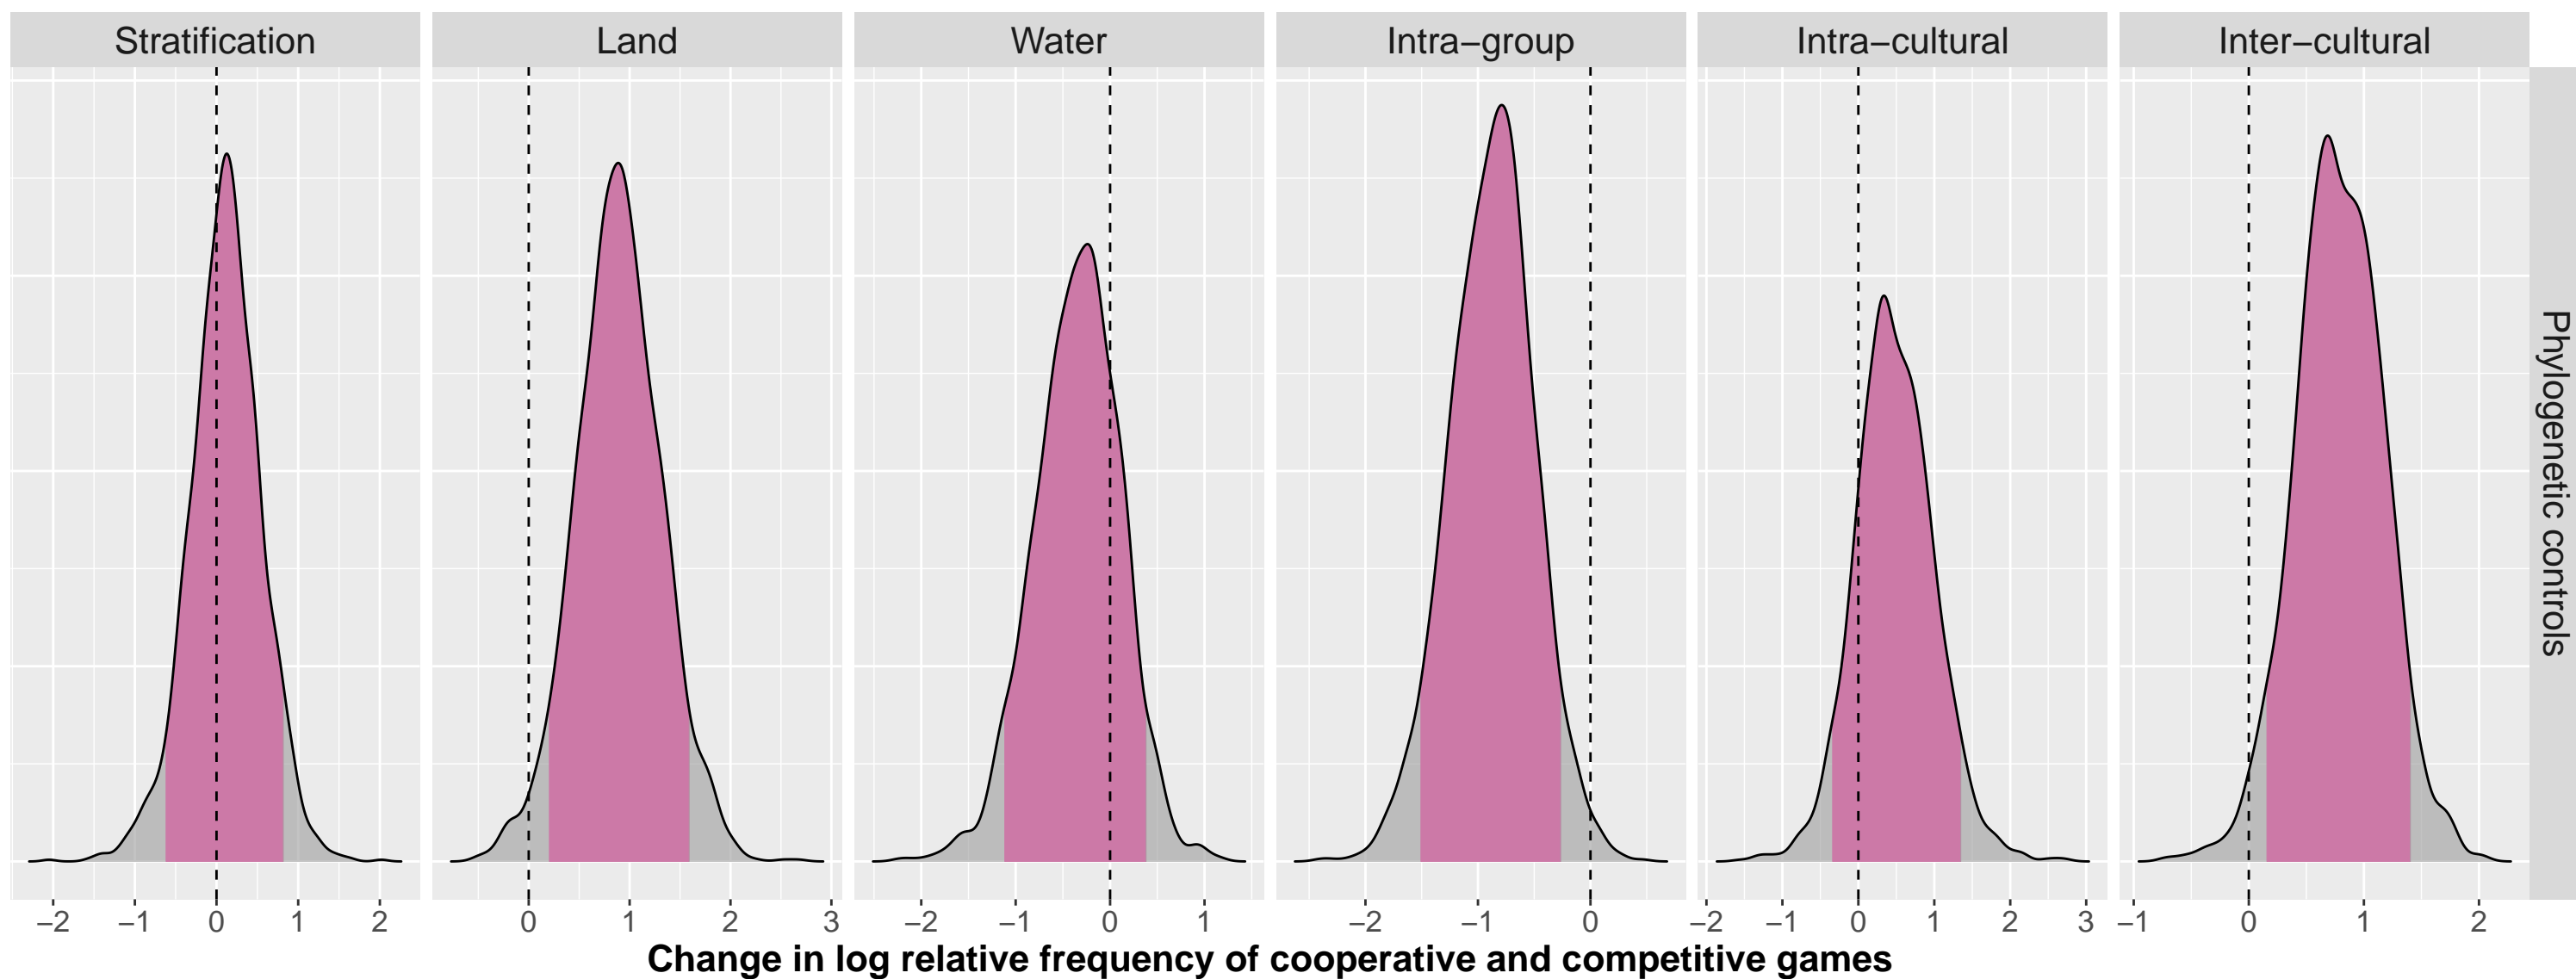 Stratification Land Water Intra−group Intra−cultural Inter−cultural
Phylogenetic controls
−2 −1 0 1 2 0 1 2 3 −2 −1 0 1 −2 −1 0 −2 −1 0 1 2 3 −1 0 1 2
Change in log relative frequency of cooperative and competitive games